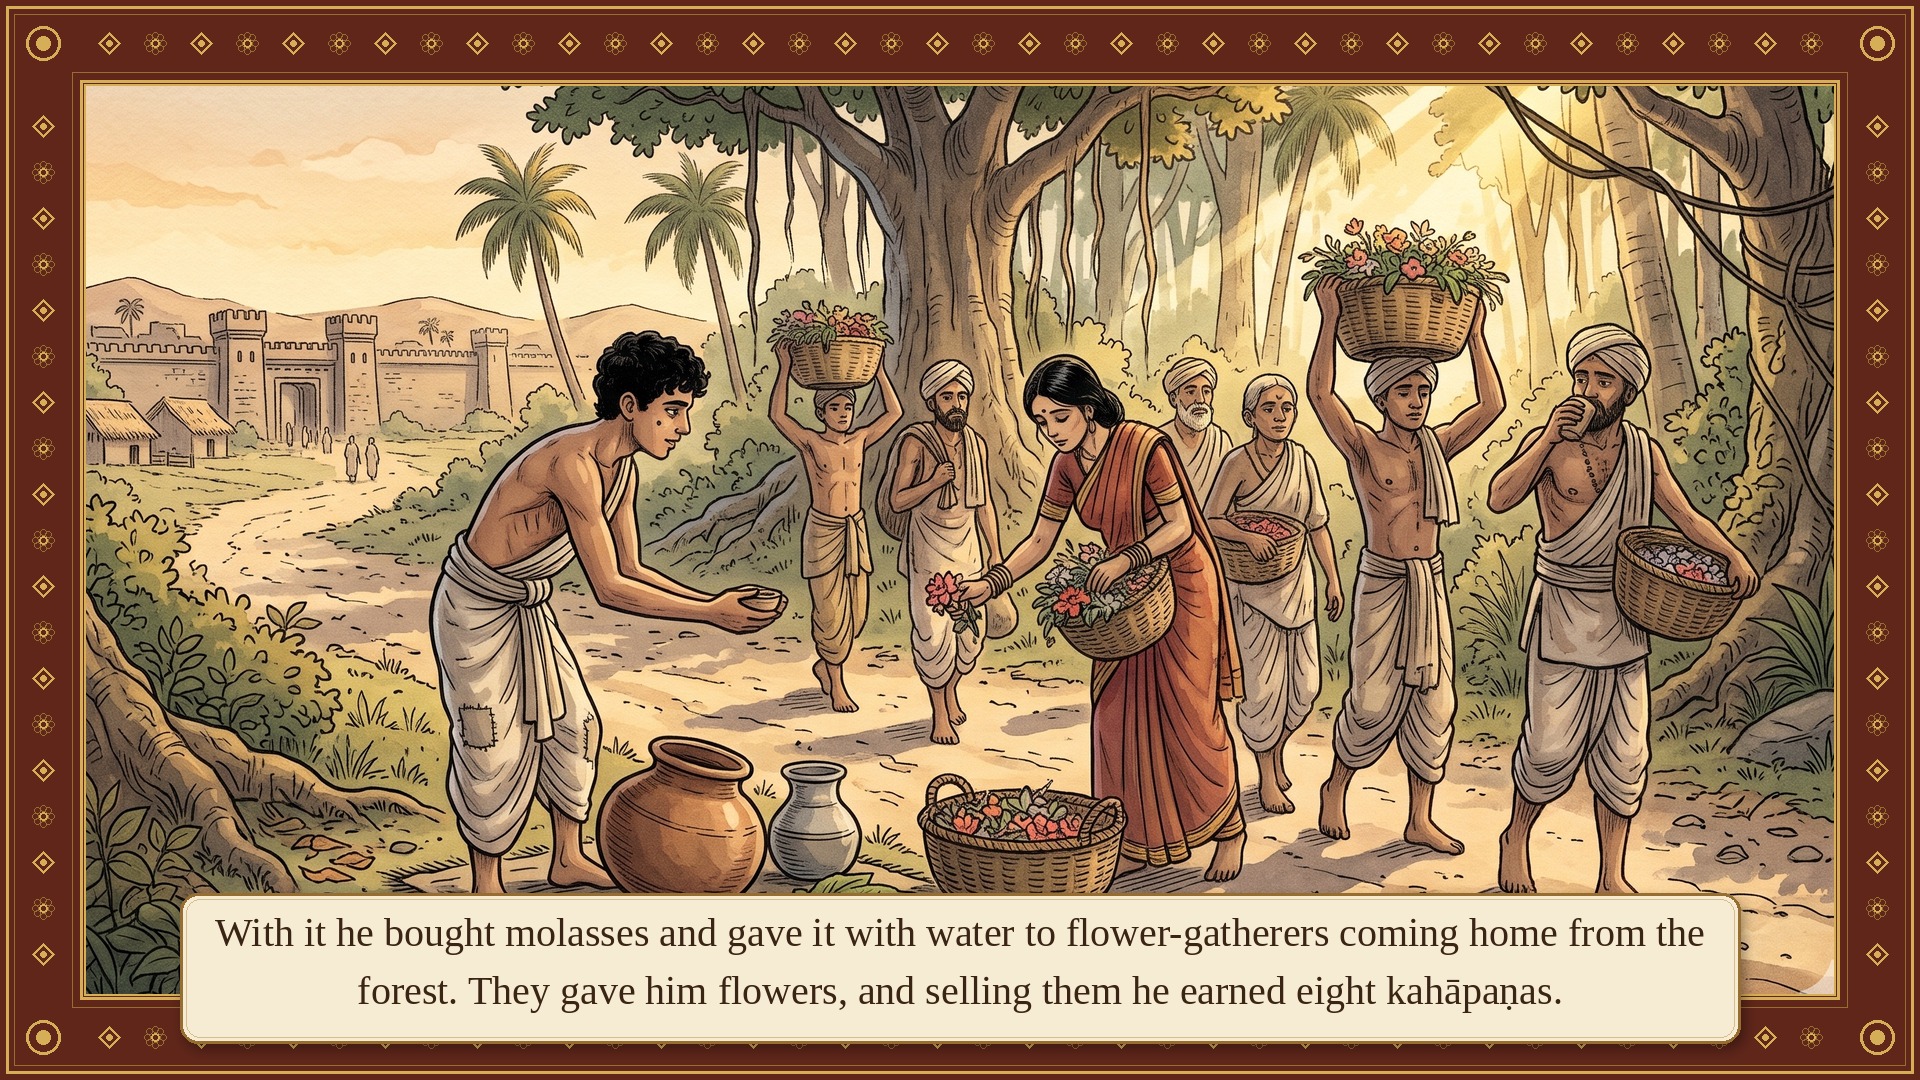 With it he bought molasses and gave it with water to flower-gatherers coming home from the
forest. They gave him flowers, and selling them he earned eight kahāpaṇas.